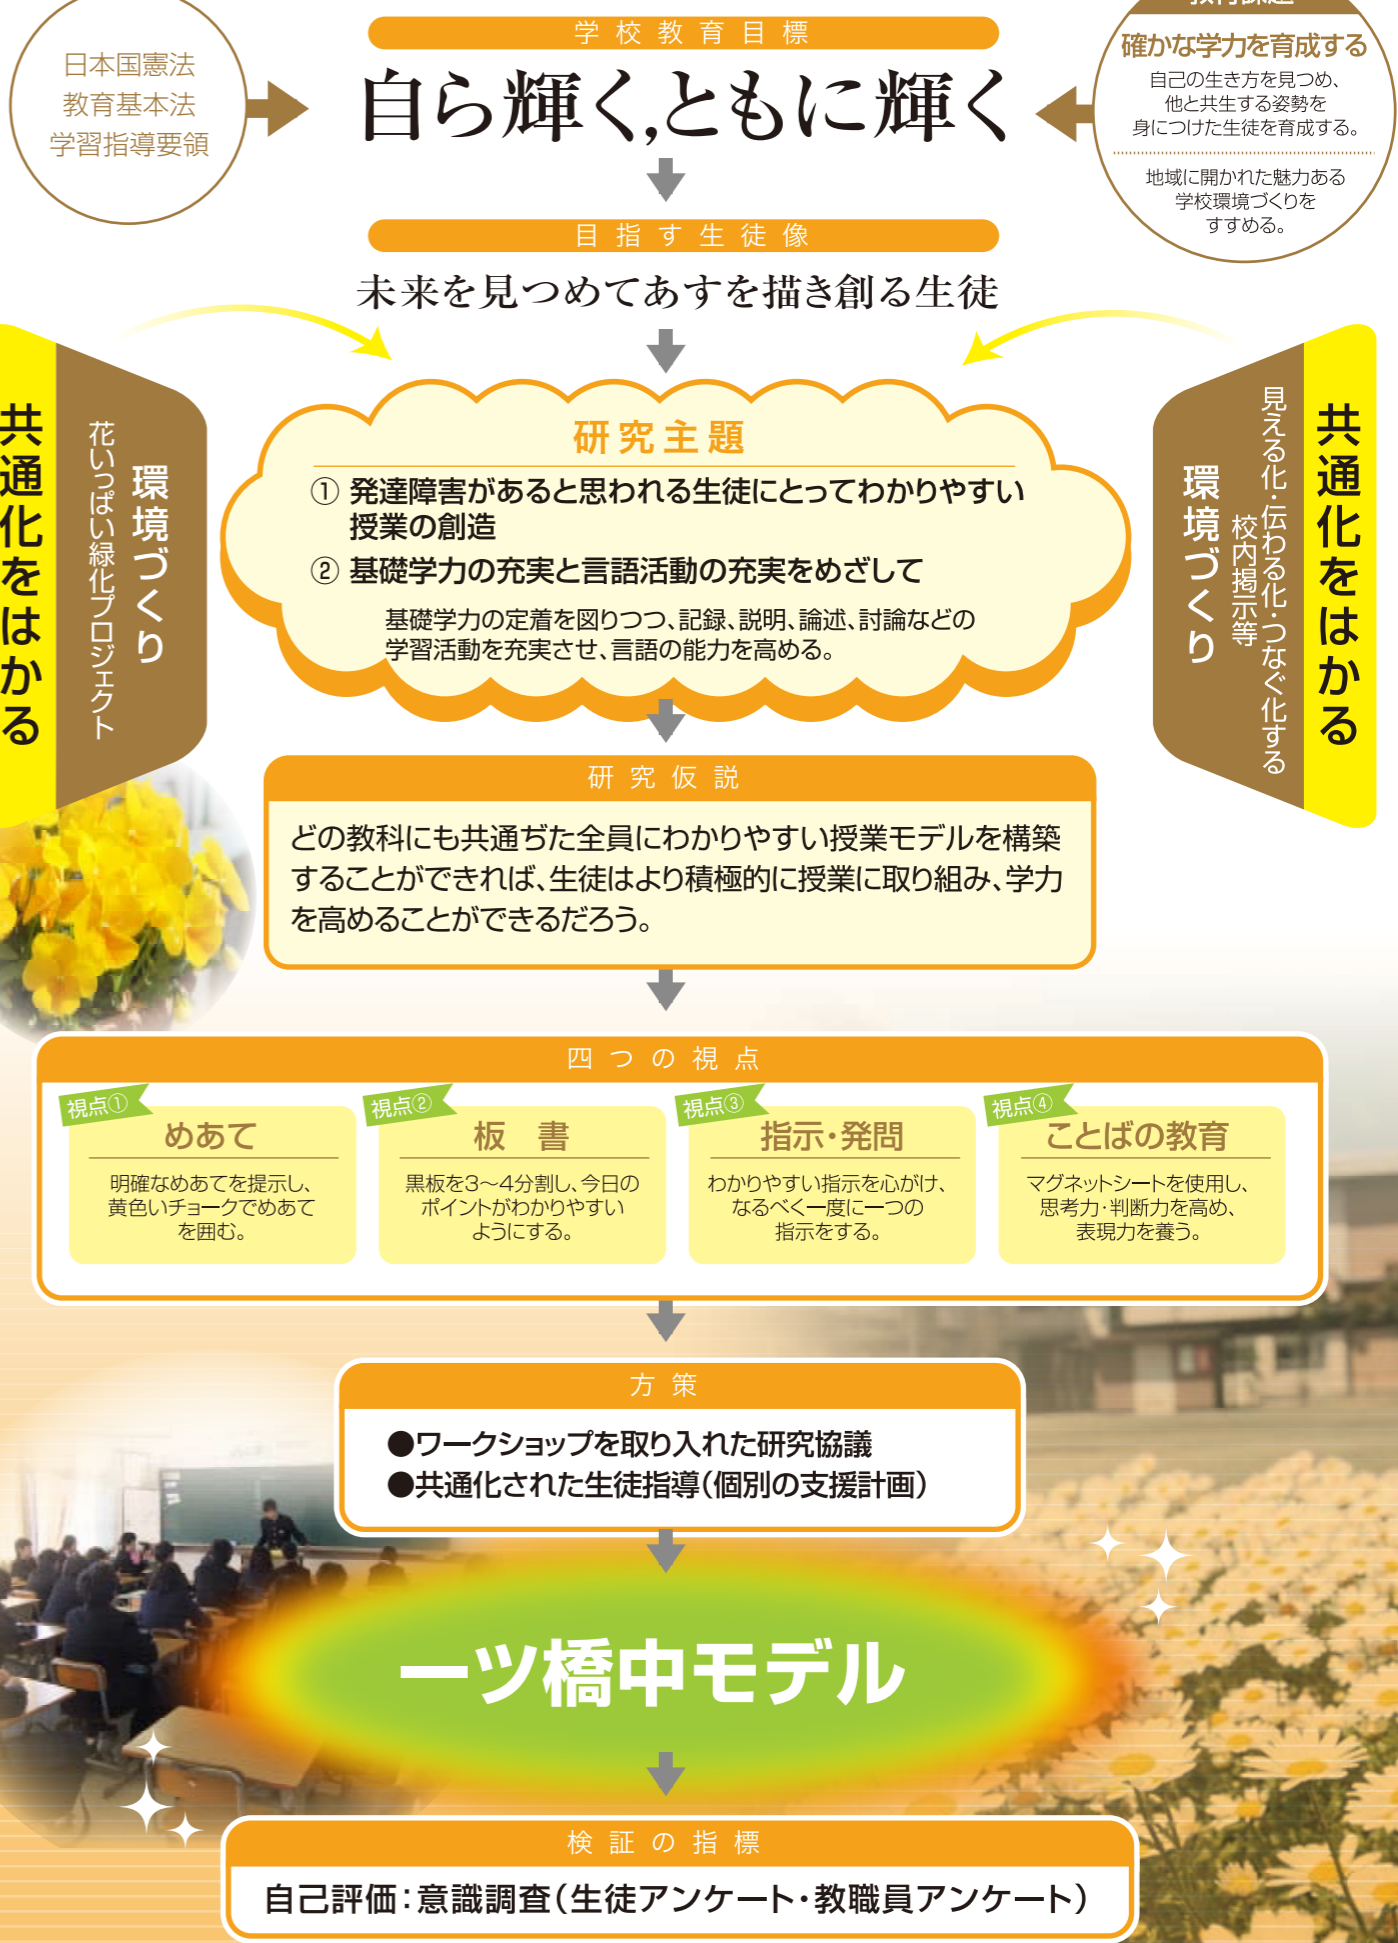 学校教育目標
自ら輝く,ともに輝く
日本国憲法
教育基本法
学習指導要領
確かな学力を育成する
自己の生き方を見つめ、
他と共生する姿勢を
身につけた生徒を育成する。
地域に開かれた魅力ある
学校環境づくりを
すすめる。
目指す生徒像
未来を見つめてあすを描き創る生徒
共通化をはかる
環境づくり
花いっぱい緑化プロジェクト
研究主題
① 発達障害があると思われる生徒にとってわかりやすい
授業の創造
② 基礎学力の充実と言語活動の充実をめざして
基礎学力の定着を図りつつ、記録、説明、論述、討論などの
学習活動を充実させ、言語の能力を高める。
共通化をはかる
見える化・伝わる化・つなぐ化する
校内掲示等
環境づくり
研究仮説
どの教科にも共通ぢた全員にわかりやすい授業モデルを構築
することができれば、生徒はより積極的に授業に取り組み、学力
を高めることができるだろう。
四つの視点
視点①
めあて
明確なめあてを提示し、
黄色いチョークでめあて
を囲む。
視点②
板　書
黒板を3〜4分割し、今日の
ポイントがわかりやすい
ようにする。
視点③
指示・発問
わかりやすい指示を心がけ、
なるべく一度に一つの
指示をする。
視点④
ことばの教育
マグネットシートを使用し、
思考力・判断力を高め、
表現力を養う。
方策
●ワークショップを取り入れた研究協議
●共通化された生徒指導（個別の支援計画）
一ツ橋中モデル
検証の指標
自己評価：意識調査（生徒アンケート・教職員アンケート）